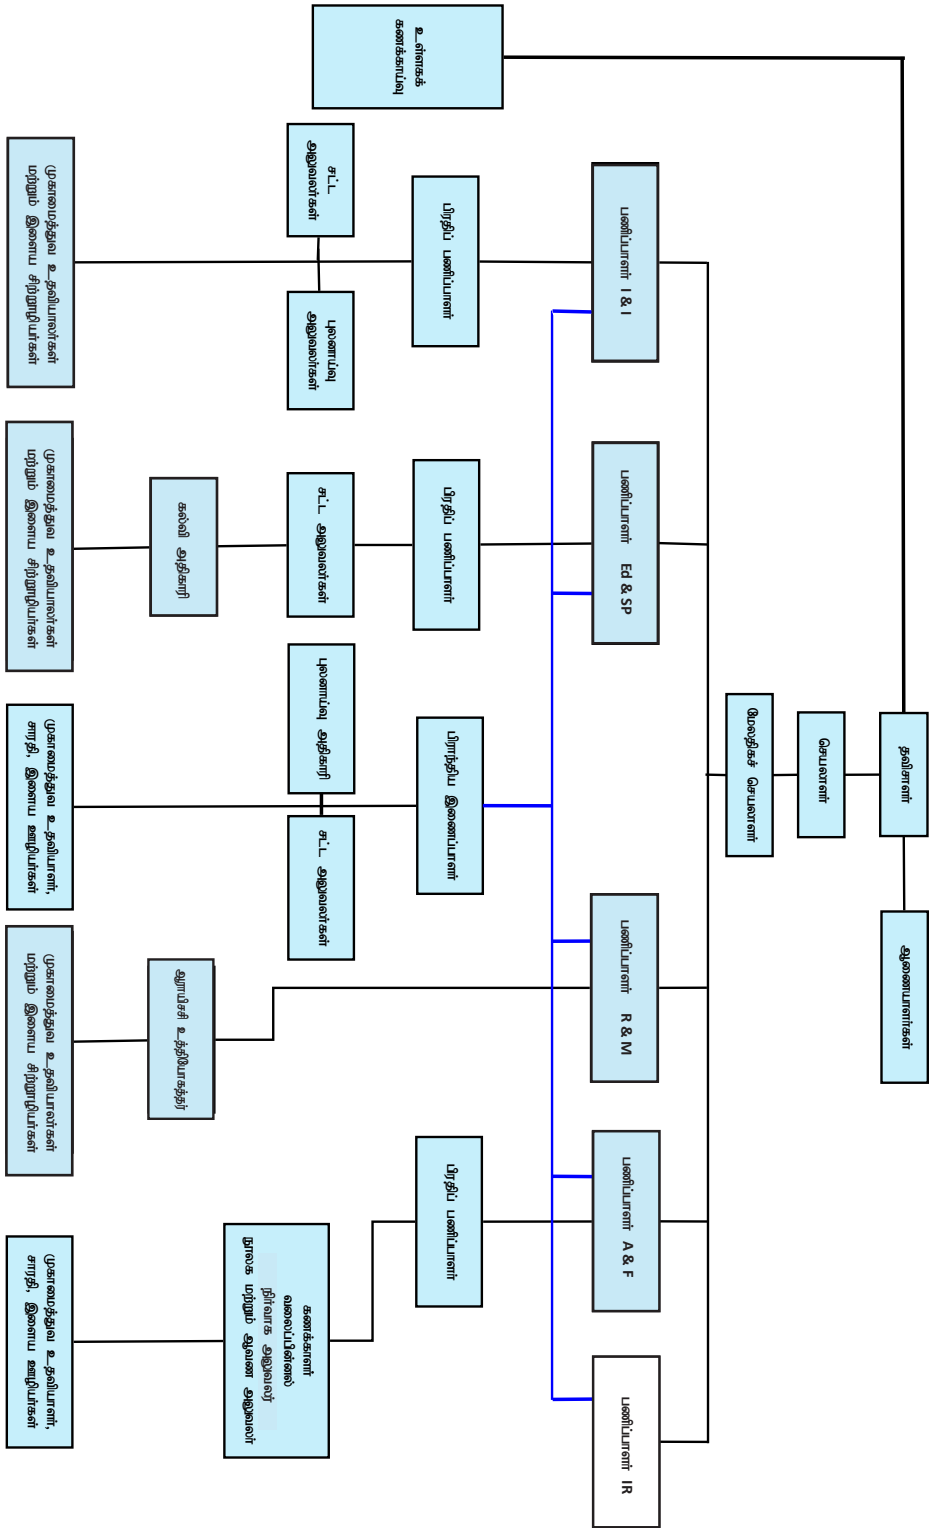 ஆணையாளர்கள்
தவிசாளர்
செயலாளர்
மேலதிகச் செயலாளர்
உள்ளகக்
கணக்காய்வு
பணிப்பாளர் I & I
பணிப்பாளர் Ed & SP
பணிப்பாளர் R & M
பணிப்பாளர் A & F
பணிப்பாளர் IR
பிரதிப் பணிப்பாளர்
பிரதிப் பணிப்பாளர்
பிராந்திய இணைப்பாளர்
பிரதிப் பணிப்பாளர்
சட்ட
அலுவலர்கள்
புலனாய்வு
அலுவலர்கள்
சட்ட அலுவலர்கள்
புலனாய்வு அதிகாரி
சட்ட அலுவலர்கள்
கணக்காளர்
வலைப்பின்னல்
நிர்வாக அலுவலர்
நூலக மற்றும் ஆவண அலுவலர்
கல்வி அதிகாரி
ஆராய்ச்சி உத்தியோகத்தர்
முகாமைத்துவ உதவியாலர்கள்
மற்றும் இளைய சிற்றூழியர்கள்
முகாமைத்துவ உதவியாலர்கள்
மற்றும் இளைய சிற்றூழியர்கள்
முகாமைத்துவ உதவியாளர்,
சாரதி, இளைய ஊழியர்கள்
முகாமைத்துவ உதவியாலர்கள்
மற்றும் இளைய சிற்றூழியர்கள்
முகாமைத்துவ உதவியாளர்,
சாரதி, இளைய ஊழியர்கள்